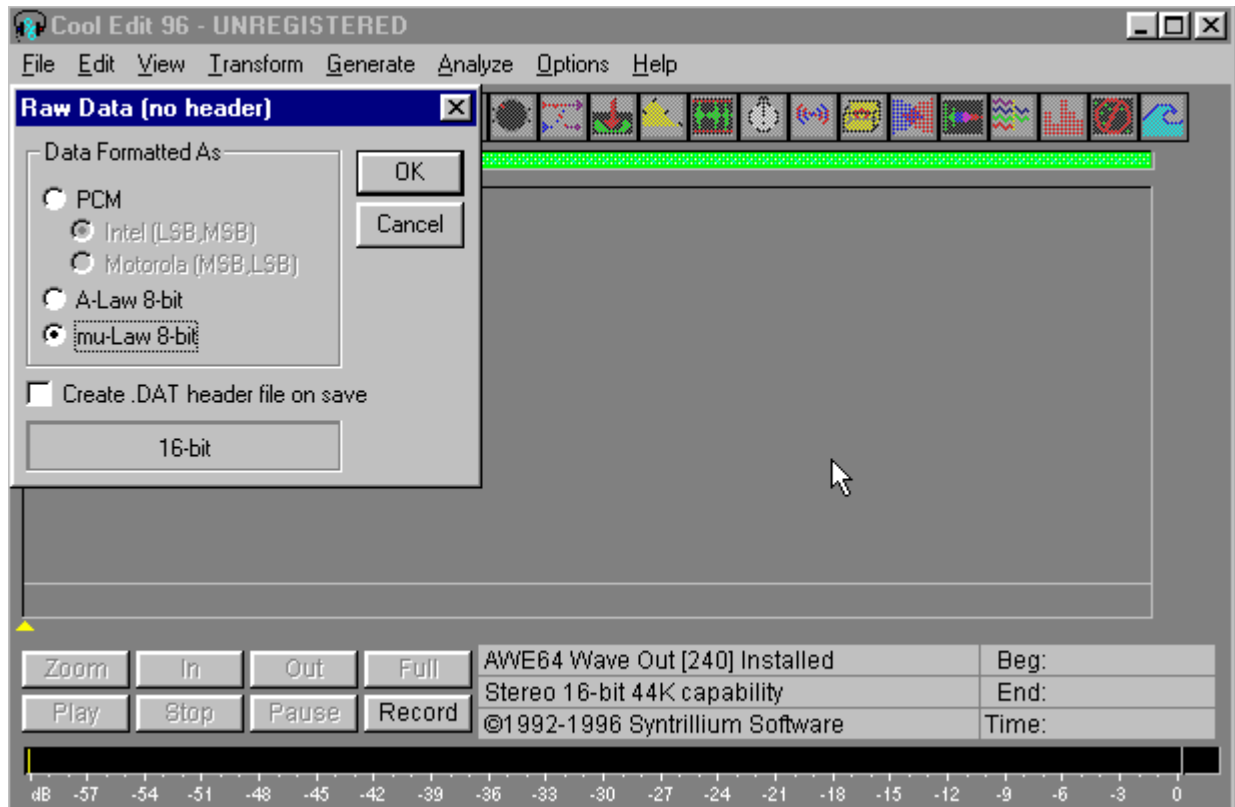 Cool Edit 96 - UNREGISTERED
File Edit View Transform Generate Analyze Options Help
Raw Data (no header)
Data Formatted As
OK
PCM
Cancel
Intel (LSB,MSB)
Motorola (MSB,LSB)
A-Law 8-bit
mu-Law 8-bit
Create .DAT header file on save
16-bit
Zoom In Out Full
AWE64 Wave Out [240] Installed
Beg:
Stereo 16-bit 44K capability
End:
Play Stop Pause Record
©1992-1996 Syntrillium Software
Time:
dB -57 -54 -51 -48 -45 -42 -39 -36 -33 -30 -27 -24 -21 -18 -15 -12 -9 -6 -3 0